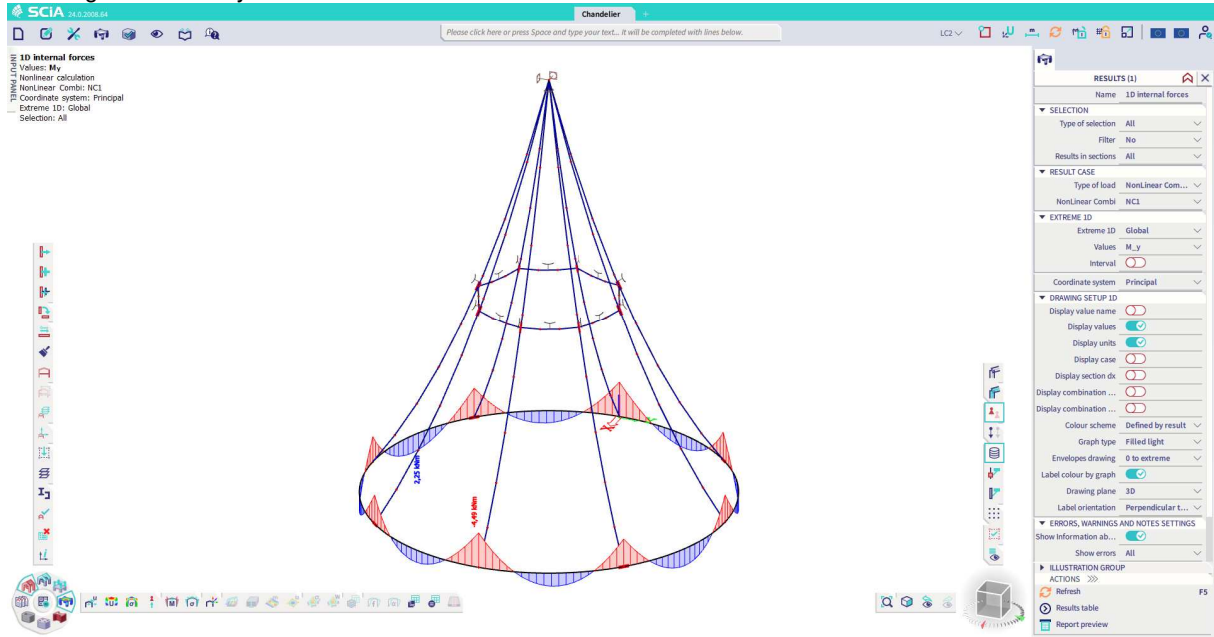 SCIA 24.0.2008.64
Chandelier
Please click here or press Space and type your text... it will be completed with lines below.
LC2
INPUT PANEL
1D internal forces
Values: My
Nonlinear calculation
NonLinear Combi: NC1
Coordinate system: Principal
Extreme 1D: Global
Selection: All
2,25 kNm
-4,49 kNm
RESULTS (1)
Name 1D internal forces
SELECTION
Type of selection All
Filter No
Results in sections All
RESULT CASE
Type of load NonLinear Com...
NonLinear Combi NC1
EXTREME 1D
Extreme 1D Global
Values M_y
Interval
Coordinate system Principal
DRAWING SETUP 1D
Display value name
Display values
Display units
Display case
Display section dx
Display combination ...
Display combination ...
Colour scheme Defined by result
Graph type Filled light
Envelopes drawing 0 to extreme
Label colour by graph
Drawing plane 3D
Label orientation Perpendicular t...
ERRORS, WARNINGS AND NOTES SETTINGS
Show Information ab...
Show errors All
ILLUSTRATION GROUP
ACTIONS >>>
Refresh F5
Results table
Report preview